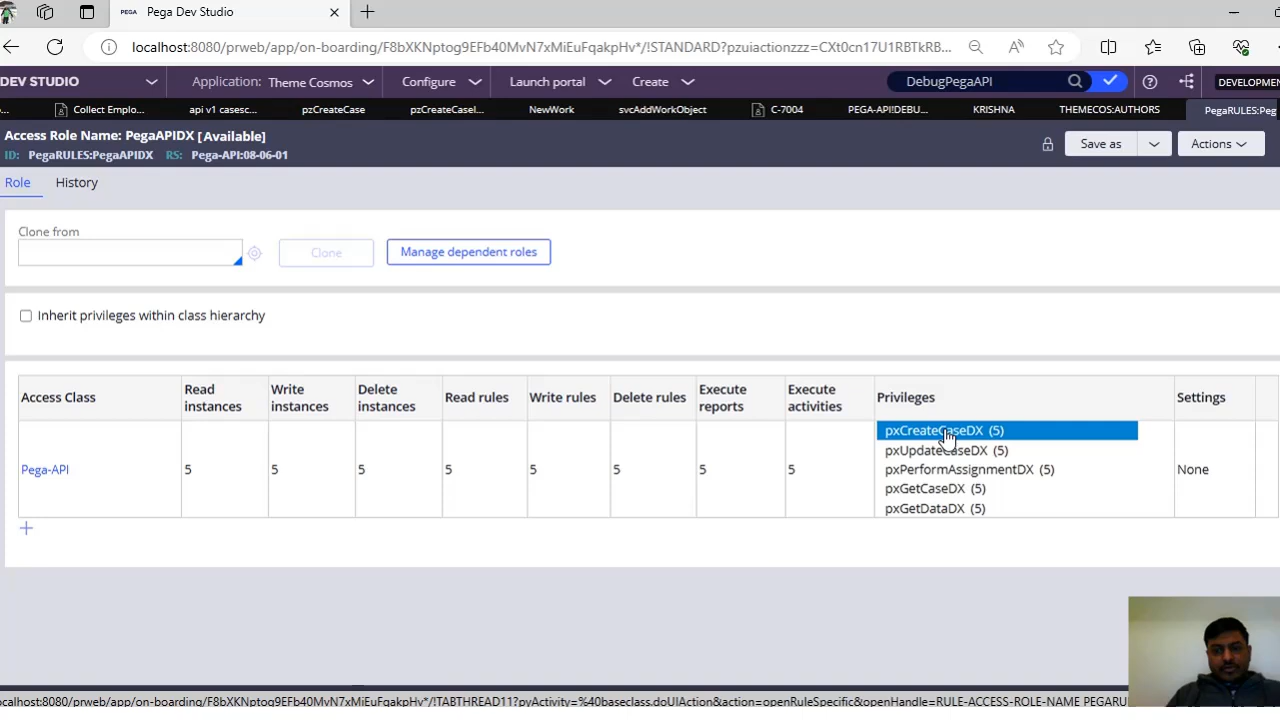 PEGA Pega Dev Studio
localhost:8080/prweb/app/on-boarding/F8bXKNptog9EFb40MvN7xMiEuFqakpHv*/!STANDARD?pzuiactionzzz=CXt0cn17U1RBTkRB...
DEV STUDIO Application: Theme Cosmos Configure Launch portal Create DebugPegaAPI DEVELOPMEN
... Collect Emplo... api v1 casesc... pzCreateCase pzCreateCaseI... NewWork svcAddWorkObject C-7004 PEGA-API!DEBU... KRISHNA THEMECOS:AUTHORS PegaRULES:Peg
Access Role Name: PegaAPIDX [Available]
ID: PegaRULES:PegaAPIDX RS: Pega-API:08-06-01
Save as Actions
Role History
Clone from
Clone Manage dependent roles
Inherit privileges within class hierarchy
Access Class Read instances Write instances Delete instances Read rules Write rules Delete rules Execute reports Execute activities Privileges Settings
pxCreateCaseDX (5)
pxUpdateCaseDX (5)
Pega-API 5 5 5 5 5 5 5 5 pxPerformAssignmentDX (5) None
pxGetCaseDX (5)
pxGetDataDX (5)
ocalhost:8080/prweb/app/on-boarding/F8bXKNptog9EFb40MvN7xMiEuFqakpHv*/!TABTHREAD11?pyActivity=%40baseclass.doUIAction&action=openRuleSpecific&openHandle=RULE-ACCESS-ROLE-NAME PEGARU